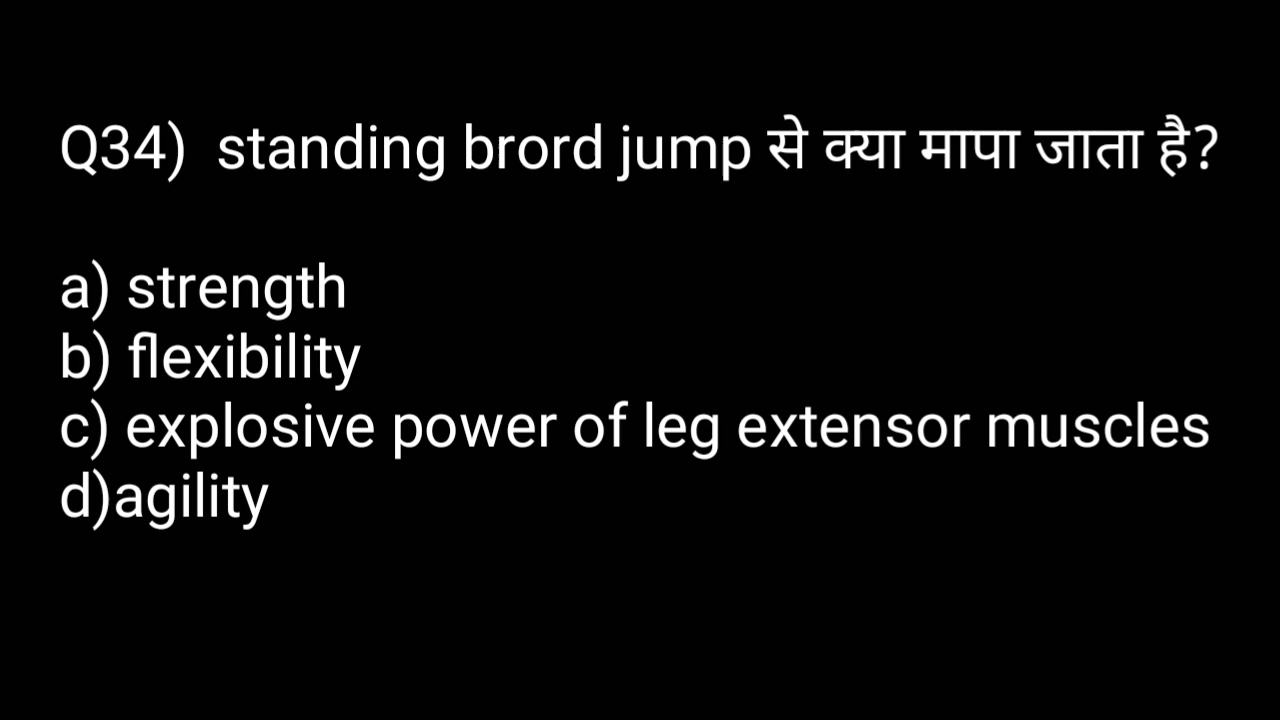 Q34) standing brord jump से क्या मापा जाता है?
a) strength
b) flexibility
c) explosive power of leg extensor muscles
d)agility